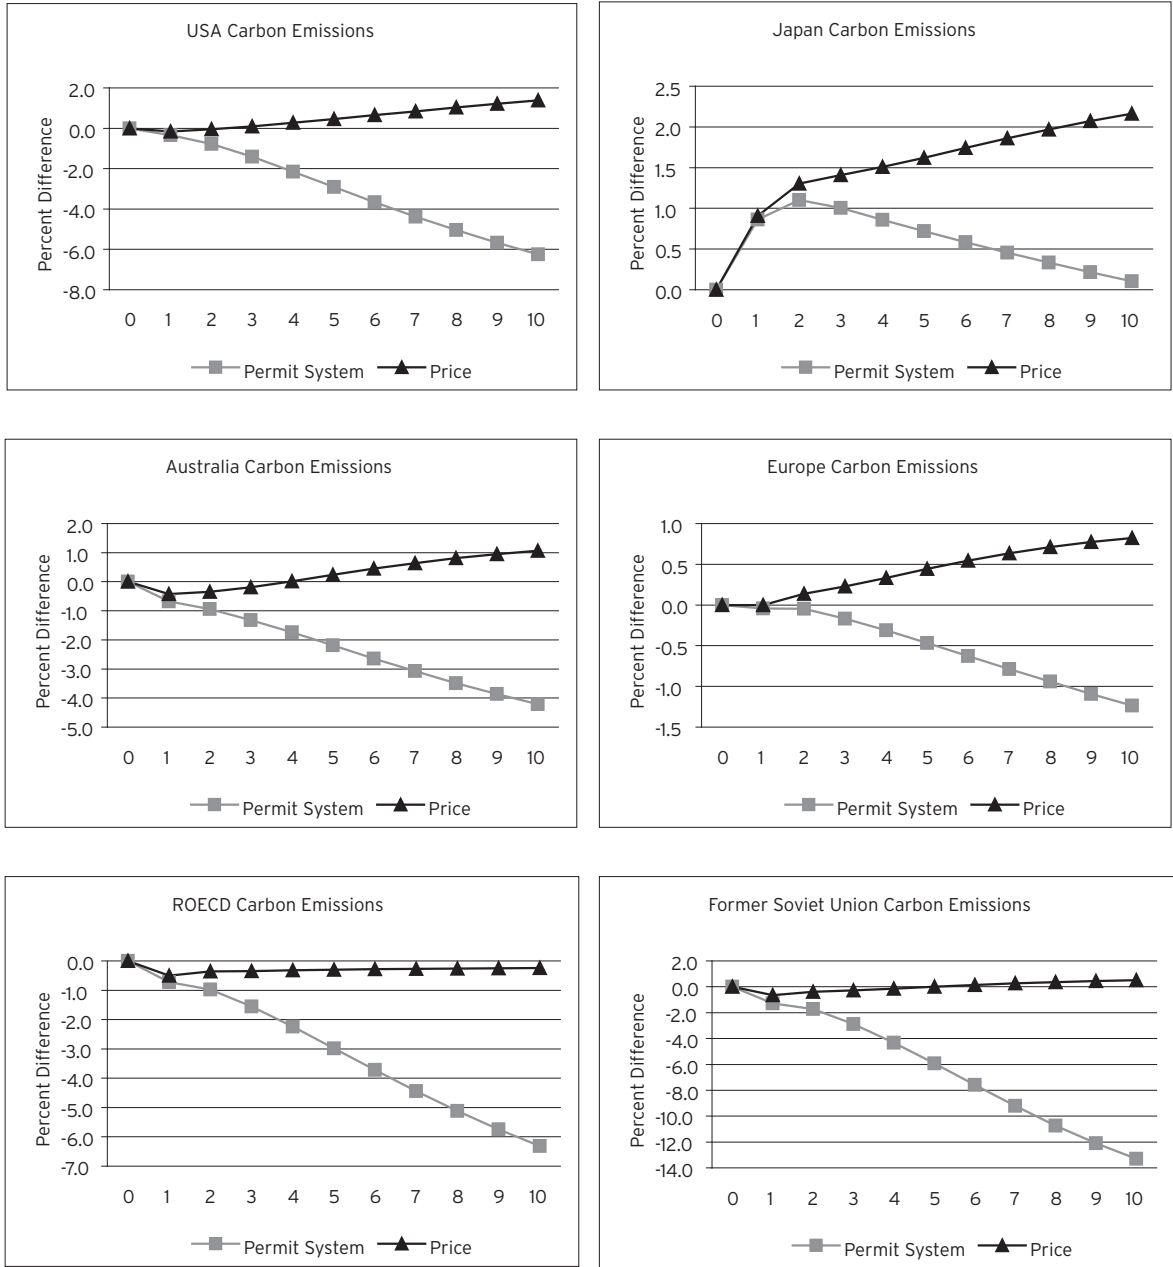 USA Carbon Emissions
Percent Difference
2.0
0.0
-2.0
-4.0
-6.0
-8.0
0 1 2 3 4 5 6 7 8 9 10
Permit System Price
Japan Carbon Emissions
Percent Difference
2.5
2.0
1.5
1.0
0.5
0.0
0 1 2 3 4 5 6 7 8 9 10
Permit System Price
Australia Carbon Emissions
Percent Difference
2.0
1.0
0.0
-1.0
-2.0
-3.0
-4.0
-5.0
0 1 2 3 4 5 6 7 8 9 10
Permit System Price
Europe Carbon Emissions
Percent Difference
1.0
0.5
0.0
-0.5
-1.0
-1.5
0 1 2 3 4 5 6 7 8 9 10
Permit System Price
ROECD Carbon Emissions
Percent Difference
0.0
-1.0
-2.0
-3.0
-4.0
-5.0
-6.0
-7.0
0 1 2 3 4 5 6 7 8 9 10
Permit System Price
Former Soviet Union Carbon Emissions
Percent Difference
2.0
0.0
-2.0
-4.0
-6.0
-8.0
-10.0
-12.0
-14.0
0 1 2 3 4 5 6 7 8 9 10
Permit System Price